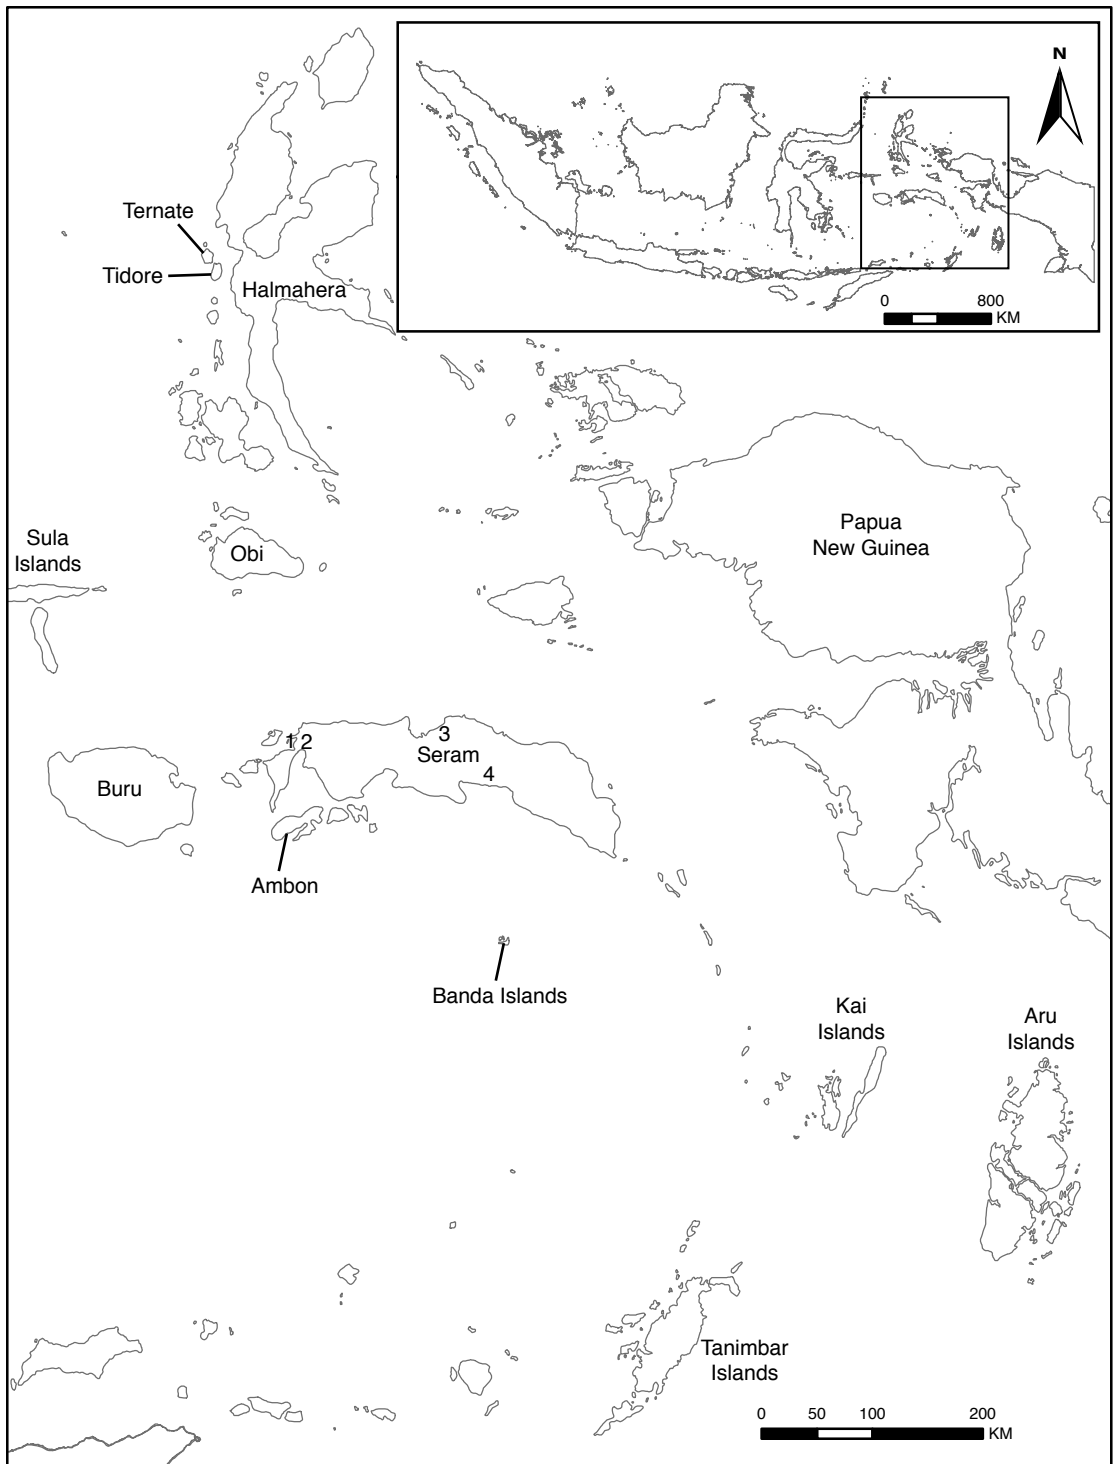 N
0 800
KM
Ternate
Tidore
Halmahera
Papua
New Guinea
Sula
Islands
Obi
1 2
3
Seram
4
Buru
Ambon
Banda Islands
Kai
Islands
Aru
Islands
Tanimbar
Islands
0 50 100 200
KM